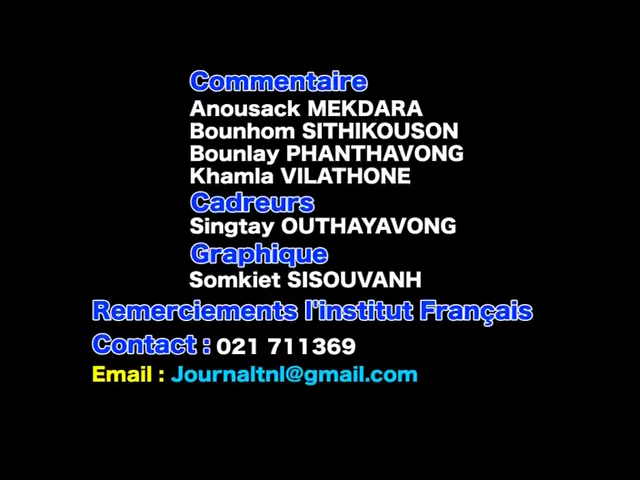 Commentaire
Anousack MEKDARA
Bounhom SITHIKOUSON
Bounlay PHANTHAVONG
Khamla VILATHONE
Cadreurs
Singtay OUTHAYAVONG
Graphique
Somkiet SISOUVANH
Remerciements l'institut Français
Contact : 021 711369
Email : Journaltnl@gmail.com